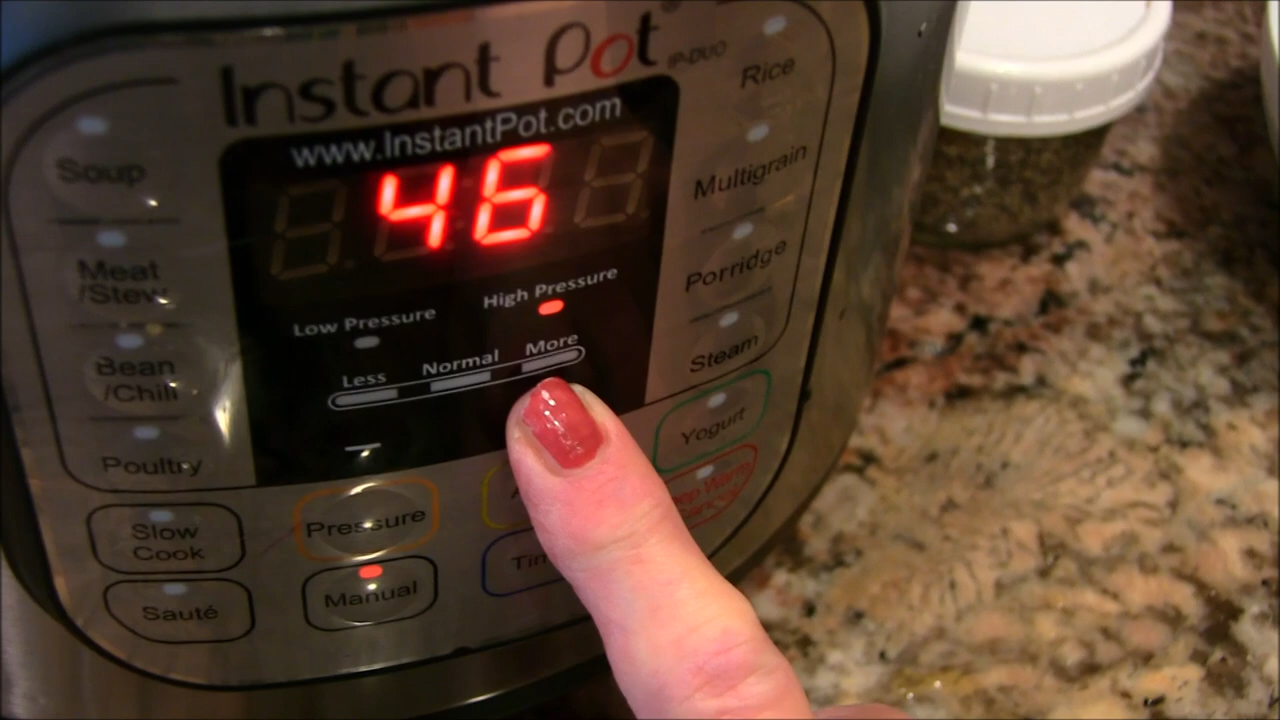 Instant Pot®
IP-DUO
www.InstantPot.com
46
Low Pressure
High Pressure
Less
Normal
More
Soup
Meat
/Stew
Bean
/Chili
Poultry
Slow
Cook
Sauté
Pressure
Manual
Rice
Multigrain
Porridge
Steam
Yogurt